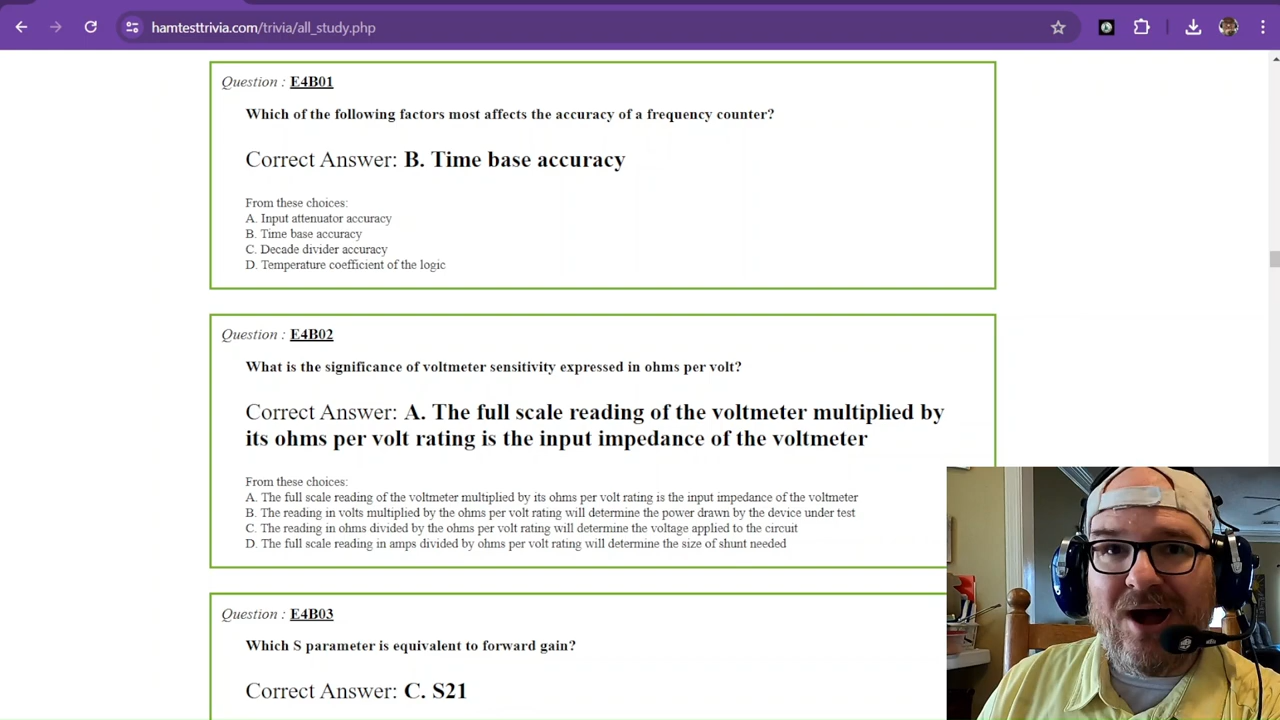 hamtesttrivia.com/trivia/all_study.php
Question : E4B01
Which of the following factors most affects the accuracy of a frequency counter?
Correct Answer: B. Time base accuracy
From these choices:
A. Input attenuator accuracy
B. Time base accuracy
C. Decade divider accuracy
D. Temperature coefficient of the logic
Question : E4B02
What is the significance of voltmeter sensitivity expressed in ohms per volt?
Correct Answer: A. The full scale reading of the voltmeter multiplied by
its ohms per volt rating is the input impedance of the voltmeter
From these choices:
A. The full scale reading of the voltmeter multiplied by its ohms per volt rating is the input impedance of the voltmeter
B. The reading in volts multiplied by the ohms per volt rating will determine the power drawn by the device under test
C. The reading in ohms divided by the ohms per volt rating will determine the voltage applied to the circuit
D. The full scale reading in amps divided by ohms per volt rating will determine the size of shunt needed
Question : E4B03
Which S parameter is equivalent to forward gain?
Correct Answer: C. S21